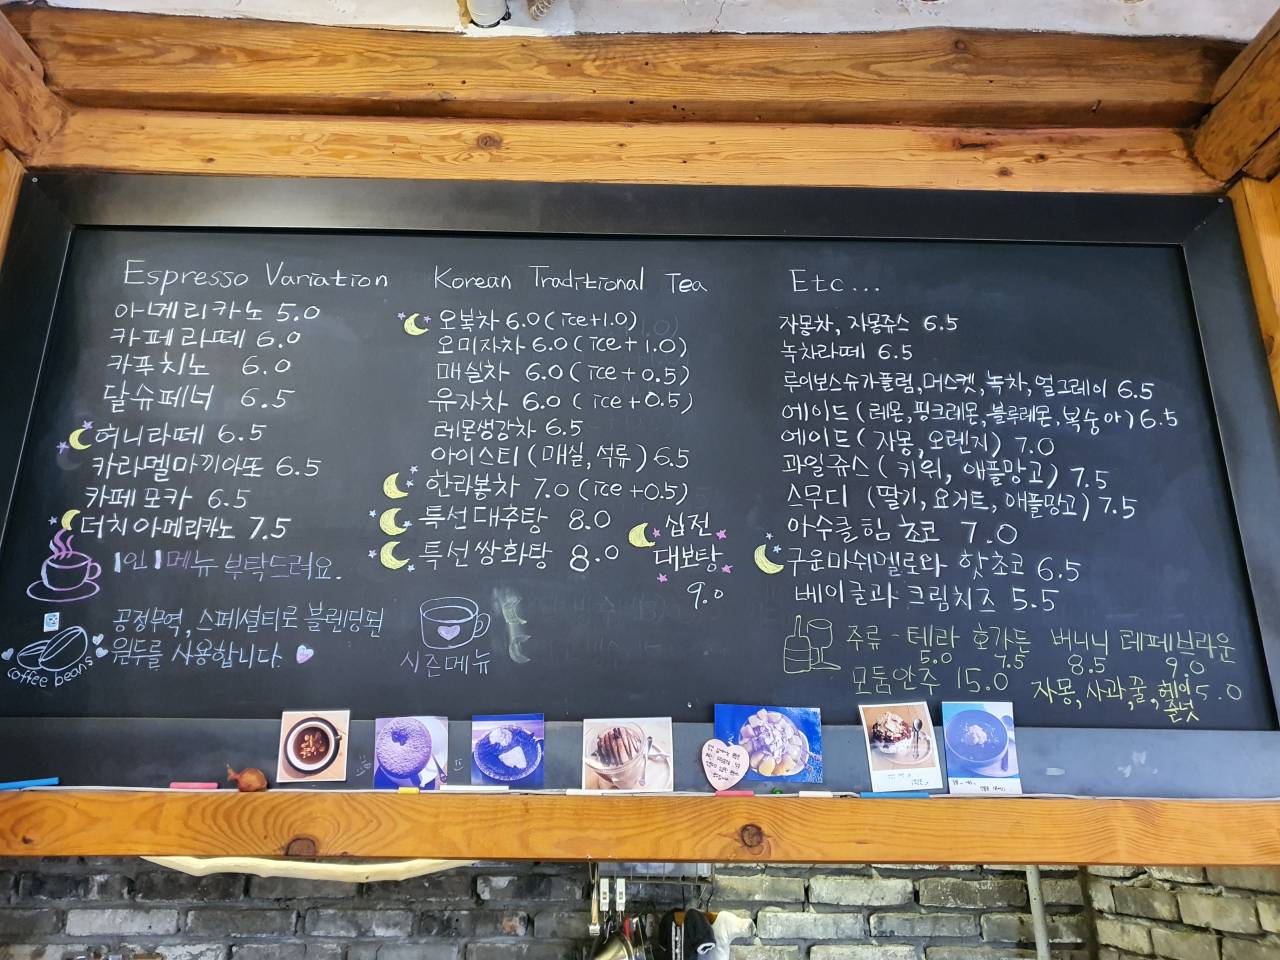 Espresso Variation
아메리카노 5.0
카페라떼 6.0
카푸치노 6.0
달슈페너 6.5
허니라떼 6.5
카라멜마끼아또 6.5
카페모카 6.5
더치아메리카노 7.5
1인 1메뉴 부탁드려요.
공정무역, 스페셜티로 블렌딩된
원두를 사용합니다.
coffee beans
Korean Traditional Tea
오복차 6.0 (ice+1.0)
오미자차 6.0 (ice+1.0)
매실차 6.0 (ice+0.5)
유자차 6.0 (ice+0.5)
레몬생강차 6.5
아이스티 (매실, 석류) 6.5
한라봉차 7.0 (ice+0.5)
특선대추탕 8.0
특선쌍화탕 8.0
십전
대보탕
9.0
시즌메뉴
Etc...
자몽차, 자몽쥬스 6.5
녹차라떼 6.5
루이보스슈가플럼, 머스켓, 녹차, 얼그레이 6.5
에이드 (레몬, 핑크레몬, 블루레몬, 복숭아) 6.5
에이드 (자몽, 오렌지) 7.0
과일쥬스 (키위, 애플망고) 7.5
스무디 (딸기, 요거트, 애플망고) 7.5
아수클힘 초코 7.0
구운마쉬멜로와 핫초코 6.5
베이글과 크림치즈 5.5
주류 - 테라 호가든 버니니 테페브라운
5.0 7.5 8.5 9.0
모둠안주 15.0
자몽, 사과, 꿀, 헤이즐넛 5.0